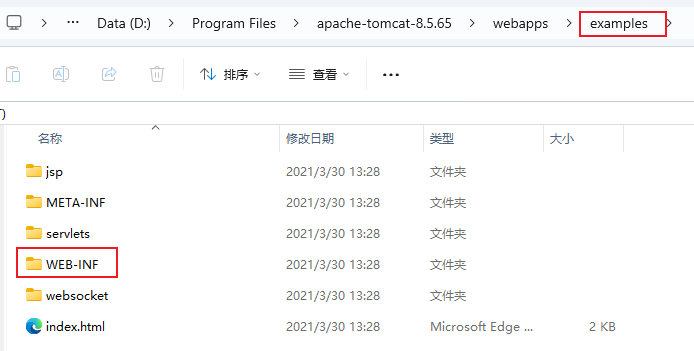 Data (D:) > Program Files > apache-tomcat-8.5.65 > webapps > examples >
排序 查看
名称 修改日期 类型 大小
jsp 2021/3/30 13:28 文件夹
META-INF 2021/3/30 13:28 文件夹
servlets 2021/3/30 13:28 文件夹
WEB-INF 2021/3/30 13:28 文件夹
websocket 2021/3/30 13:28 文件夹
index.html 2021/3/30 13:28 Microsoft Edge ... 2 KB